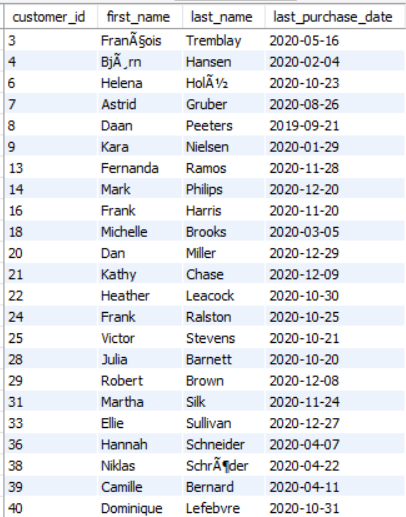 customer_id first_name last_name last_purchase_date
3 FranÃ§ois Tremblay 2020-05-16
4 BjÃ¸rn Hansen 2020-02-04
6 Helena HolÃ½ 2020-10-23
7 Astrid Gruber 2020-08-26
8 Daan Peeters 2019-09-21
9 Kara Nielsen 2020-01-29
13 Fernanda Ramos 2020-11-28
14 Mark Philips 2020-12-20
16 Frank Harris 2020-11-20
18 Michelle Brooks 2020-03-05
20 Dan Miller 2020-12-29
21 Kathy Chase 2020-12-09
22 Heather Leacock 2020-10-30
24 Frank Ralston 2020-10-25
25 Victor Stevens 2020-10-21
28 Julia Barnett 2020-10-20
29 Robert Brown 2020-12-08
31 Martha Silk 2020-11-24
33 Ellie Sullivan 2020-12-27
36 Hannah Schneider 2020-04-07
38 Niklas SchrÃ¶der 2020-04-22
39 Camille Bernard 2020-04-11
40 Dominique Lefebvre 2020-10-31